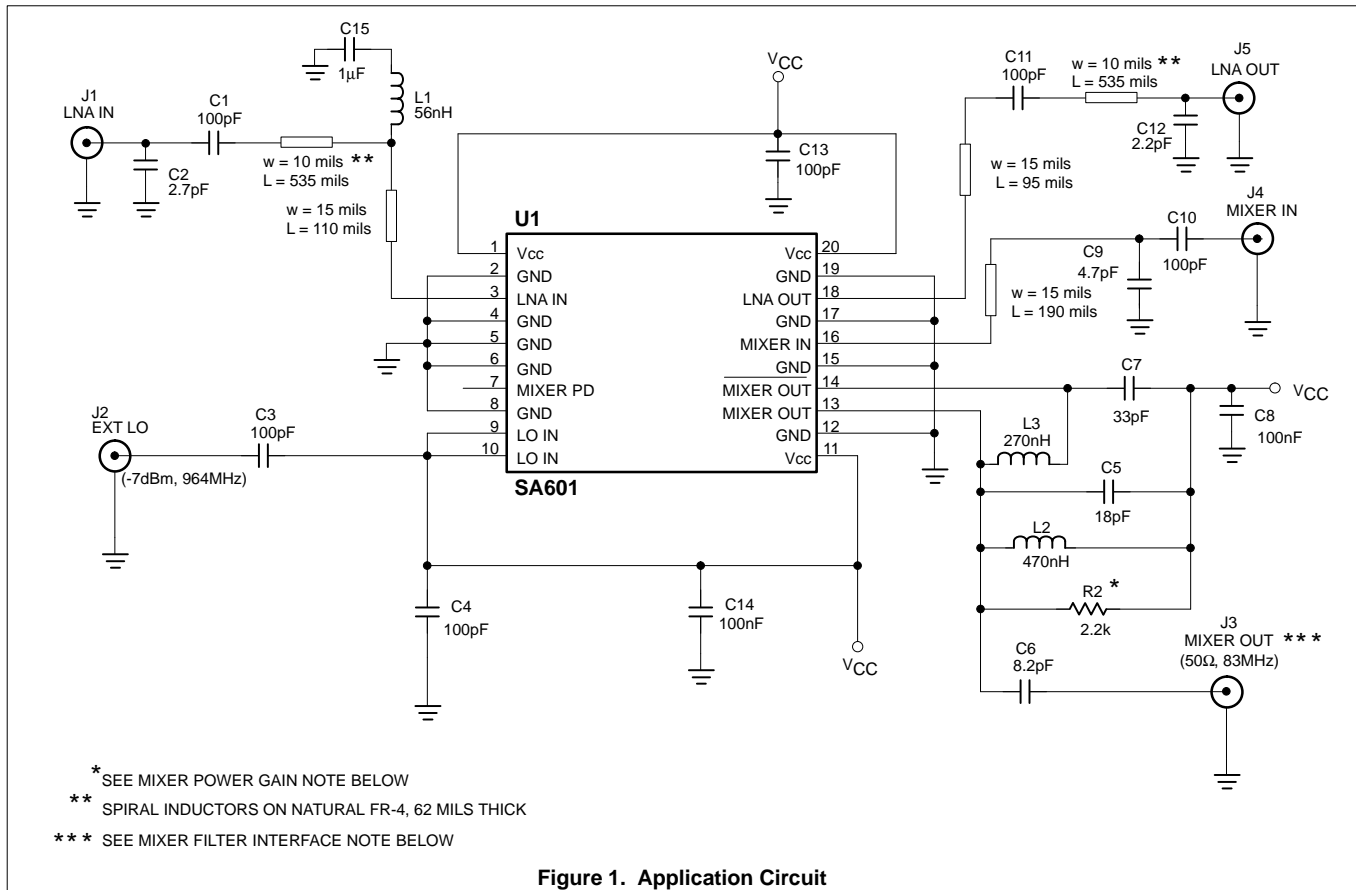 C15
1µF
L1
56nH
J1
LNA IN
C1
100pF
C2
2.7pF
w = 10 mils **
L = 535 mils
w = 15 mils
L = 110 mils
VCC
C13
100pF
C11
100pF
w = 10 mils **
L = 535 mils
J5
LNA OUT
C12
2.2pF
w = 15 mils
L = 95 mils
J4
MIXER IN
C10
100pF
C9
4.7pF
w = 15 mils
L = 190 mils
U1
1 Vcc
2 GND
3 LNA IN
4 GND
5 GND
6 GND
7 MIXER PD
8 GND
9 LO IN
10 LO IN
Vcc 20
GND 19
LNA OUT 18
GND 17
MIXER IN 16
GND 15
MIXER OUT 14
MIXER OUT 13
GND 12
Vcc 11
SA601
J2
EXT LO
(-7dBm, 964MHz)
C3
100pF
C4
100pF
C14
100nF
VCC
C7
33pF
VCC
C8
100nF
L3
270nH
C5
18pF
L2
470nH
R2 *
2.2k
C6
8.2pF
J3
MIXER OUT ***
(50Ω, 83MHz)
*SEE MIXER POWER GAIN NOTE BELOW
** SPIRAL INDUCTORS ON NATURAL FR-4, 62 MILS THICK
*** SEE MIXER FILTER INTERFACE NOTE BELOW
Figure 1. Application Circuit